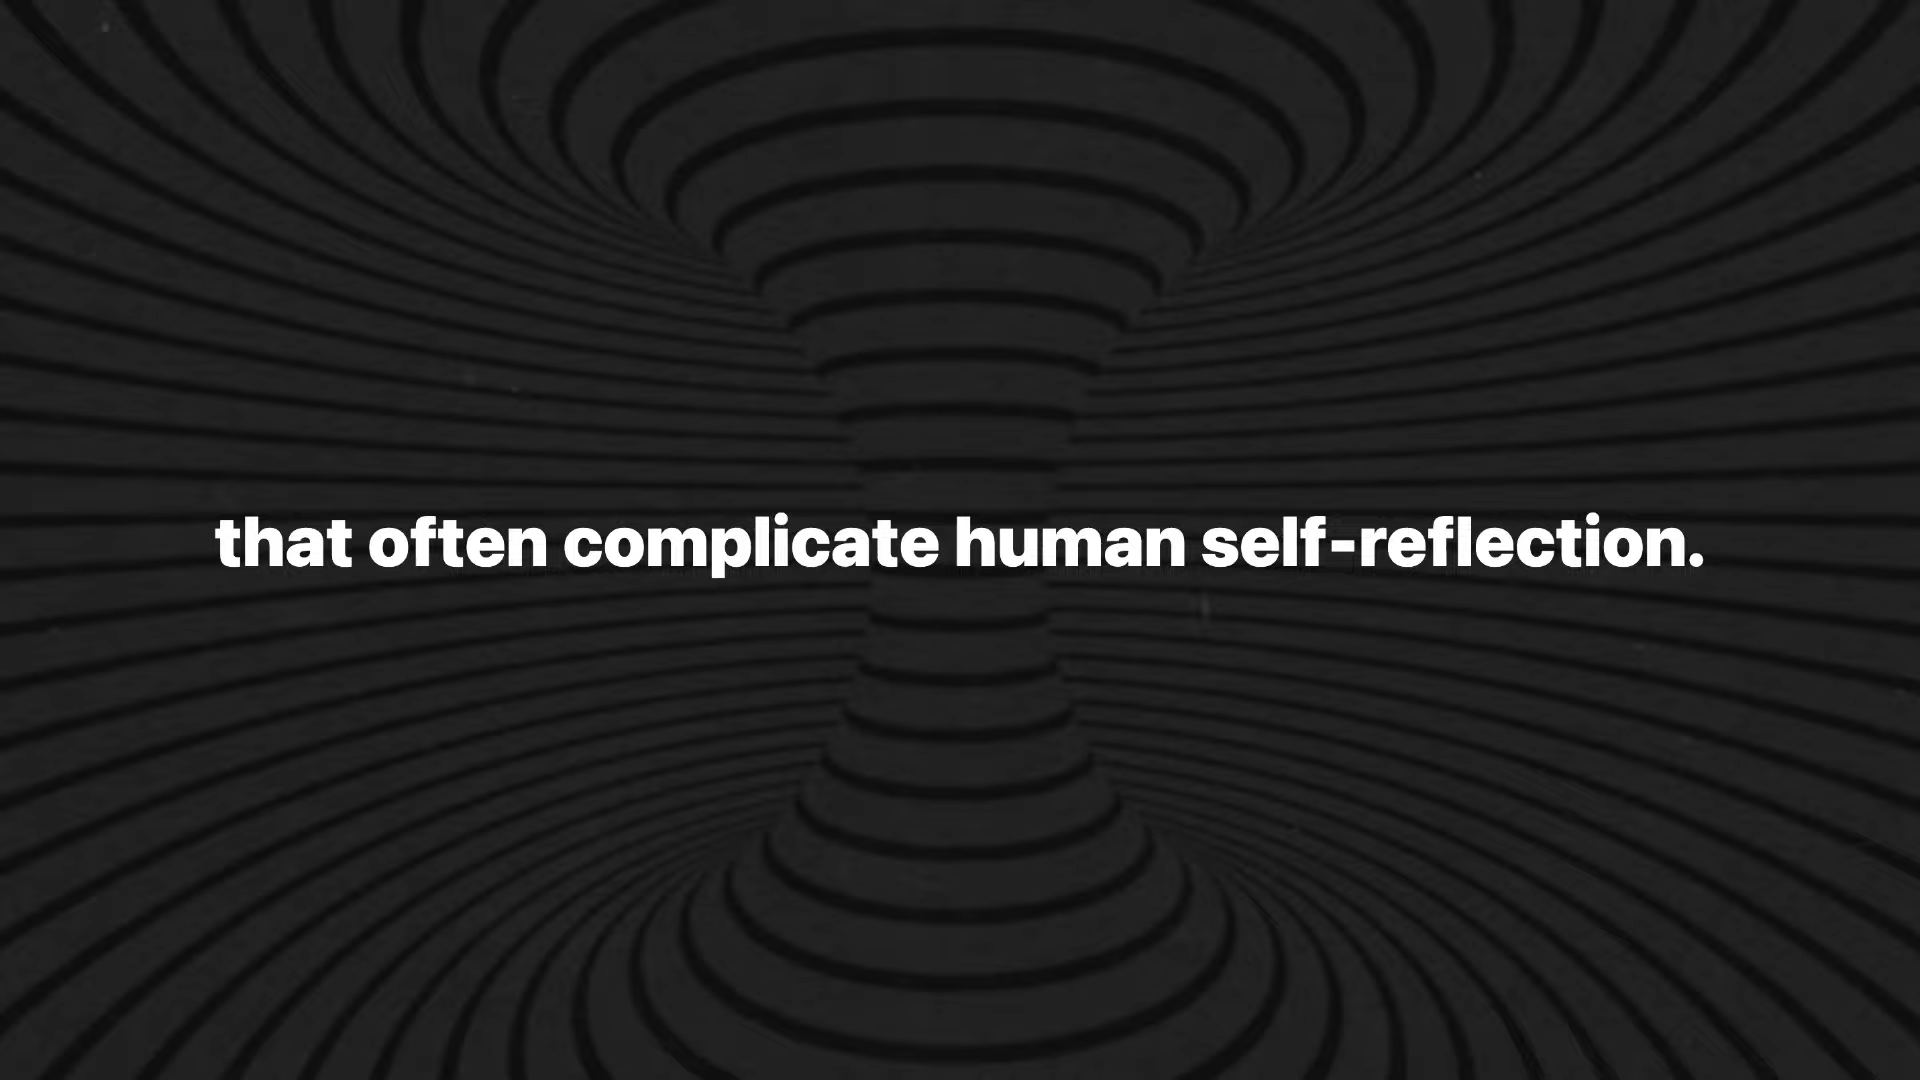 that often complicate human self-reflection.